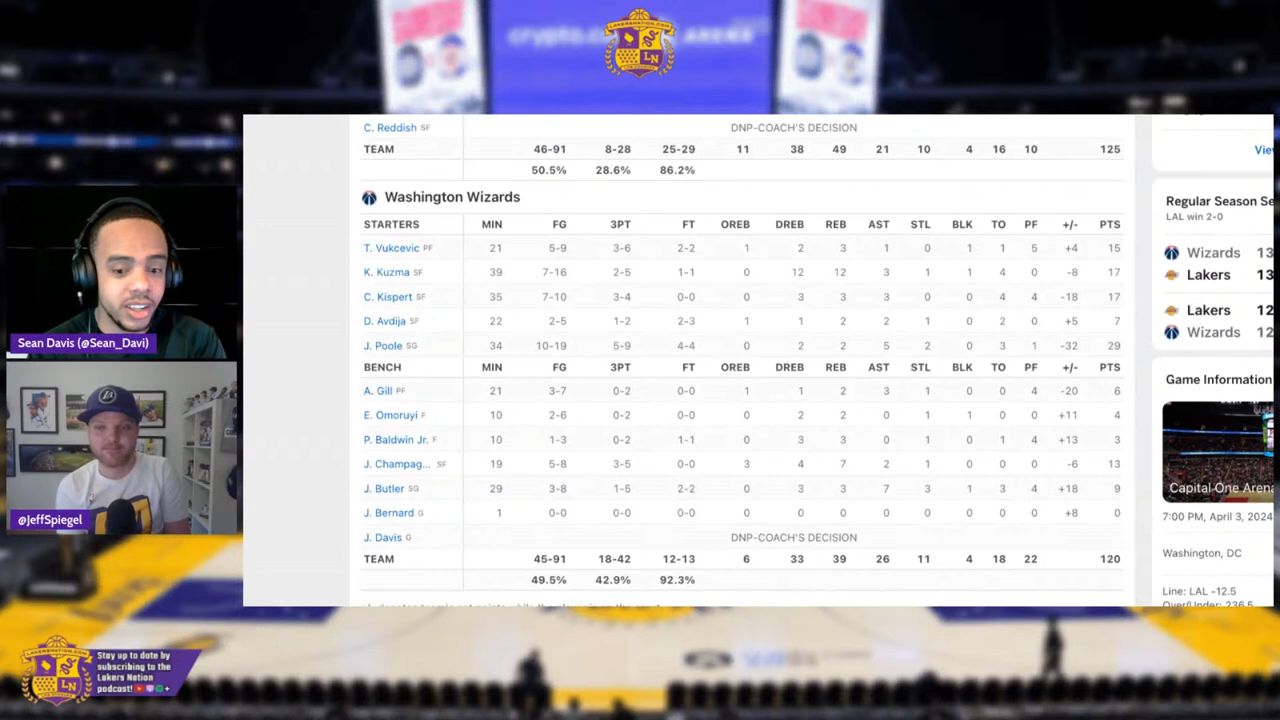 LAKERSNATION.COM
LN
C. Reddish SF DNP-COACH'S DECISION
TEAM 46-91 8-28 25-29 11 38 49 21 10 4 16 10 125
50.5% 28.6% 86.2%
Washington Wizards
STARTERS MIN FG 3PT FT OREB DREB REB AST STL BLK TO PF +/- PTS
T. Vukcevic PF 21 5-9 3-6 2-2 1 2 3 1 0 1 1 5 +4 15
K. Kuzma SF 39 7-16 2-5 1-1 0 12 12 3 1 1 4 0 -8 17
C. Kispert SF 35 7-10 3-4 0-0 0 3 3 3 0 0 4 4 -18 17
D. Avdija SF 22 2-5 1-2 2-3 1 1 2 2 1 0 2 0 +5 7
J. Poole SG 34 10-19 5-9 4-4 0 2 2 5 2 0 3 1 -32 29
BENCH MIN FG 3PT FT OREB DREB REB AST STL BLK TO PF +/- PTS
A. Gill PF 21 3-7 0-2 0-0 1 1 2 3 1 0 0 4 -20 6
E. Omoruyi F 10 2-6 0-2 0-0 0 2 2 0 1 1 0 0 +11 4
P. Baldwin Jr. F 10 1-3 0-2 1-1 0 3 3 0 1 0 1 4 +13 3
J. Champag... SF 19 5-8 3-5 0-0 3 4 7 2 1 0 0 0 -6 13
J. Butler SG 29 3-8 1-5 2-2 0 3 3 7 3 1 3 4 +18 9
J. Bernard G 1 0-0 0-0 0-0 0 0 0 0 0 0 0 0 +8 0
J. Davis G DNP-COACH'S DECISION
TEAM 45-91 18-42 12-13 6 33 39 26 11 4 18 22 120
49.5% 42.9% 92.3%
Vie
Regular Season Se
LAL win 2-0
Wizards 13
Lakers 13
Lakers 12
Wizards 12
Game Information
Capital One Arena
7:00 PM, April 3, 2024
Washington, DC
Line: LAL -12.5
Over/Under: 236.5
Sean Davis (@Sean_Davi)
@JeffSpiegel
LN
Stay up to date by
subscribing to the
Lakers Nation
podcast!